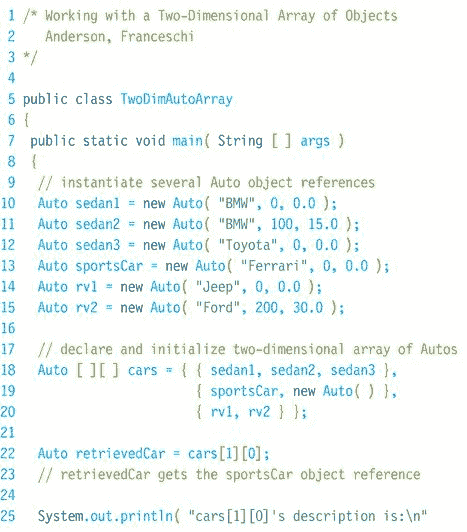 1 /* Working with a Two-Dimensional Array of Objects
2    Anderson, Franceschi
3 */
4
5 public class TwoDimAutoArray
6 {
7  public static void main( String [ ] args )
8  {
9   // instantiate several Auto object references
10   Auto sedan1 = new Auto( "BMW", 0, 0.0 );
11   Auto sedan2 = new Auto( "BMW", 100, 15.0 );
12   Auto sedan3 = new Auto( "Toyota", 0, 0.0 );
13   Auto sportsCar = new Auto( "Ferrari", 0, 0.0 );
14   Auto rv1 = new Auto( "Jeep", 0, 0.0 );
15   Auto rv2 = new Auto( "Ford", 200, 30.0 );
16
17   // declare and initialize two-dimensional array of Autos
18   Auto [ ][ ] cars = { { sedan1, sedan2, sedan3 },
19                        { sportsCar, new Auto( ) },
20                        { rv1, rv2 } };
21
22   Auto retrievedCar = cars[1][0];
23   // retrievedCar gets the sportsCar object reference
24
25   System.out.println( "cars[1][0]'s description is:\n"